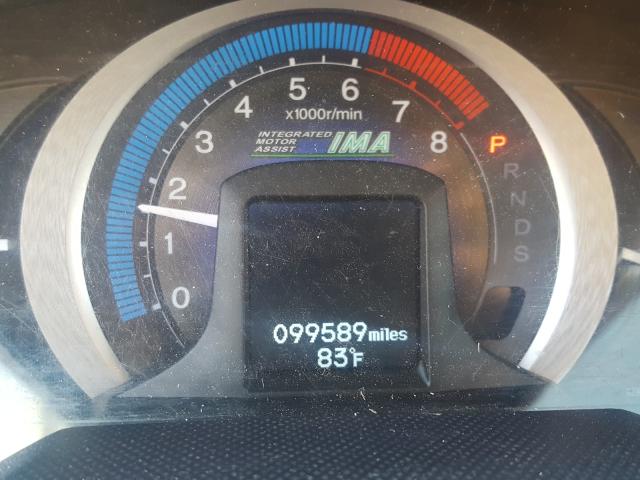 0
1
2
3
4
5
6
7
8
x1000r/min
INTEGRATED
MOTOR
ASSIST
IMA
P
R
N
D
S
099589 miles
83°F